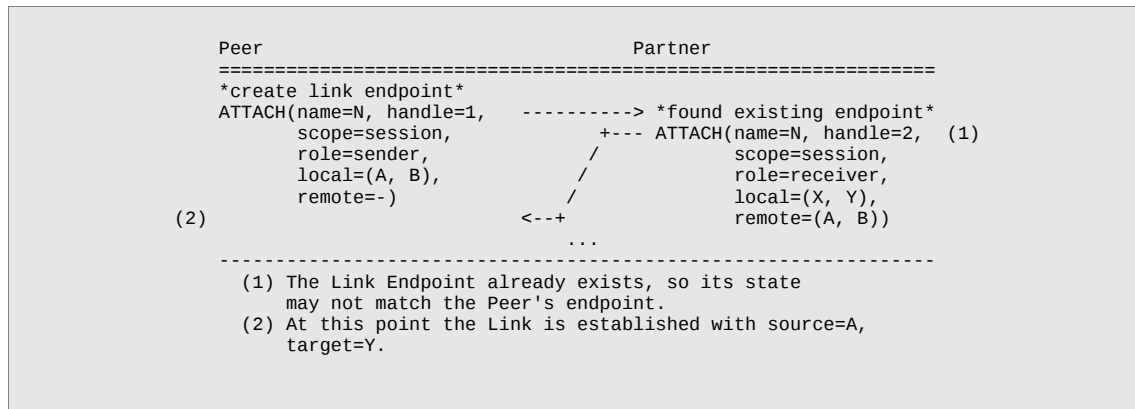 Peer                                 Partner
================================================================
*create link endpoint*
ATTACH(name=N, handle=1,   ----------> *found existing endpoint*
       scope=session,             +--- ATTACH(name=N, handle=2,  (1)
       role=sender,              /            scope=session,
       local=(A, B),            /             role=receiver,
       remote=-)               /              local=(X, Y),
(2)                        <--+               remote=(A, B))
                               ...
----------------------------------------------------------------
(1) The Link Endpoint already exists, so its state
    may not match the Peer's endpoint.
(2) At this point the Link is established with source=A,
    target=Y.